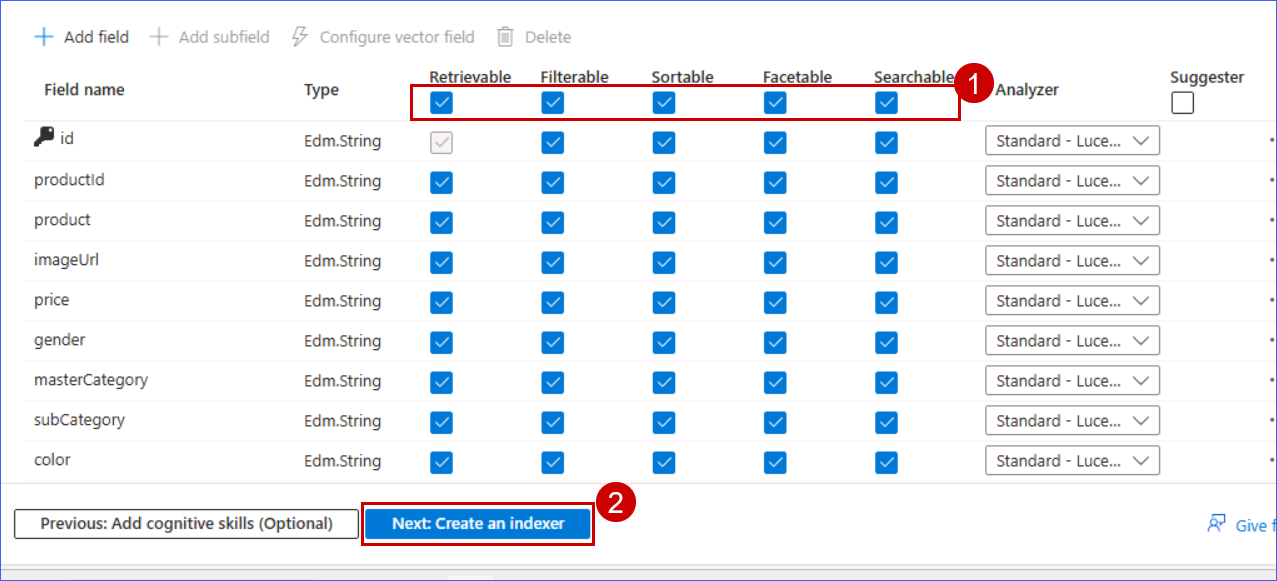 Add field Add subfield Configure vector field Delete
Field name Type Retrievable Filterable Sortable Facetable Searchable 1 Analyzer Suggester
id Edm.String Standard - Luce...
productId Edm.String Standard - Luce...
product Edm.String Standard - Luce...
imageUrl Edm.String Standard - Luce...
price Edm.String Standard - Luce...
gender Edm.String Standard - Luce...
masterCategory Edm.String Standard - Luce...
subCategory Edm.String Standard - Luce...
color Edm.String Standard - Luce...
2
Previous: Add cognitive skills (Optional) Next: Create an indexer Give f